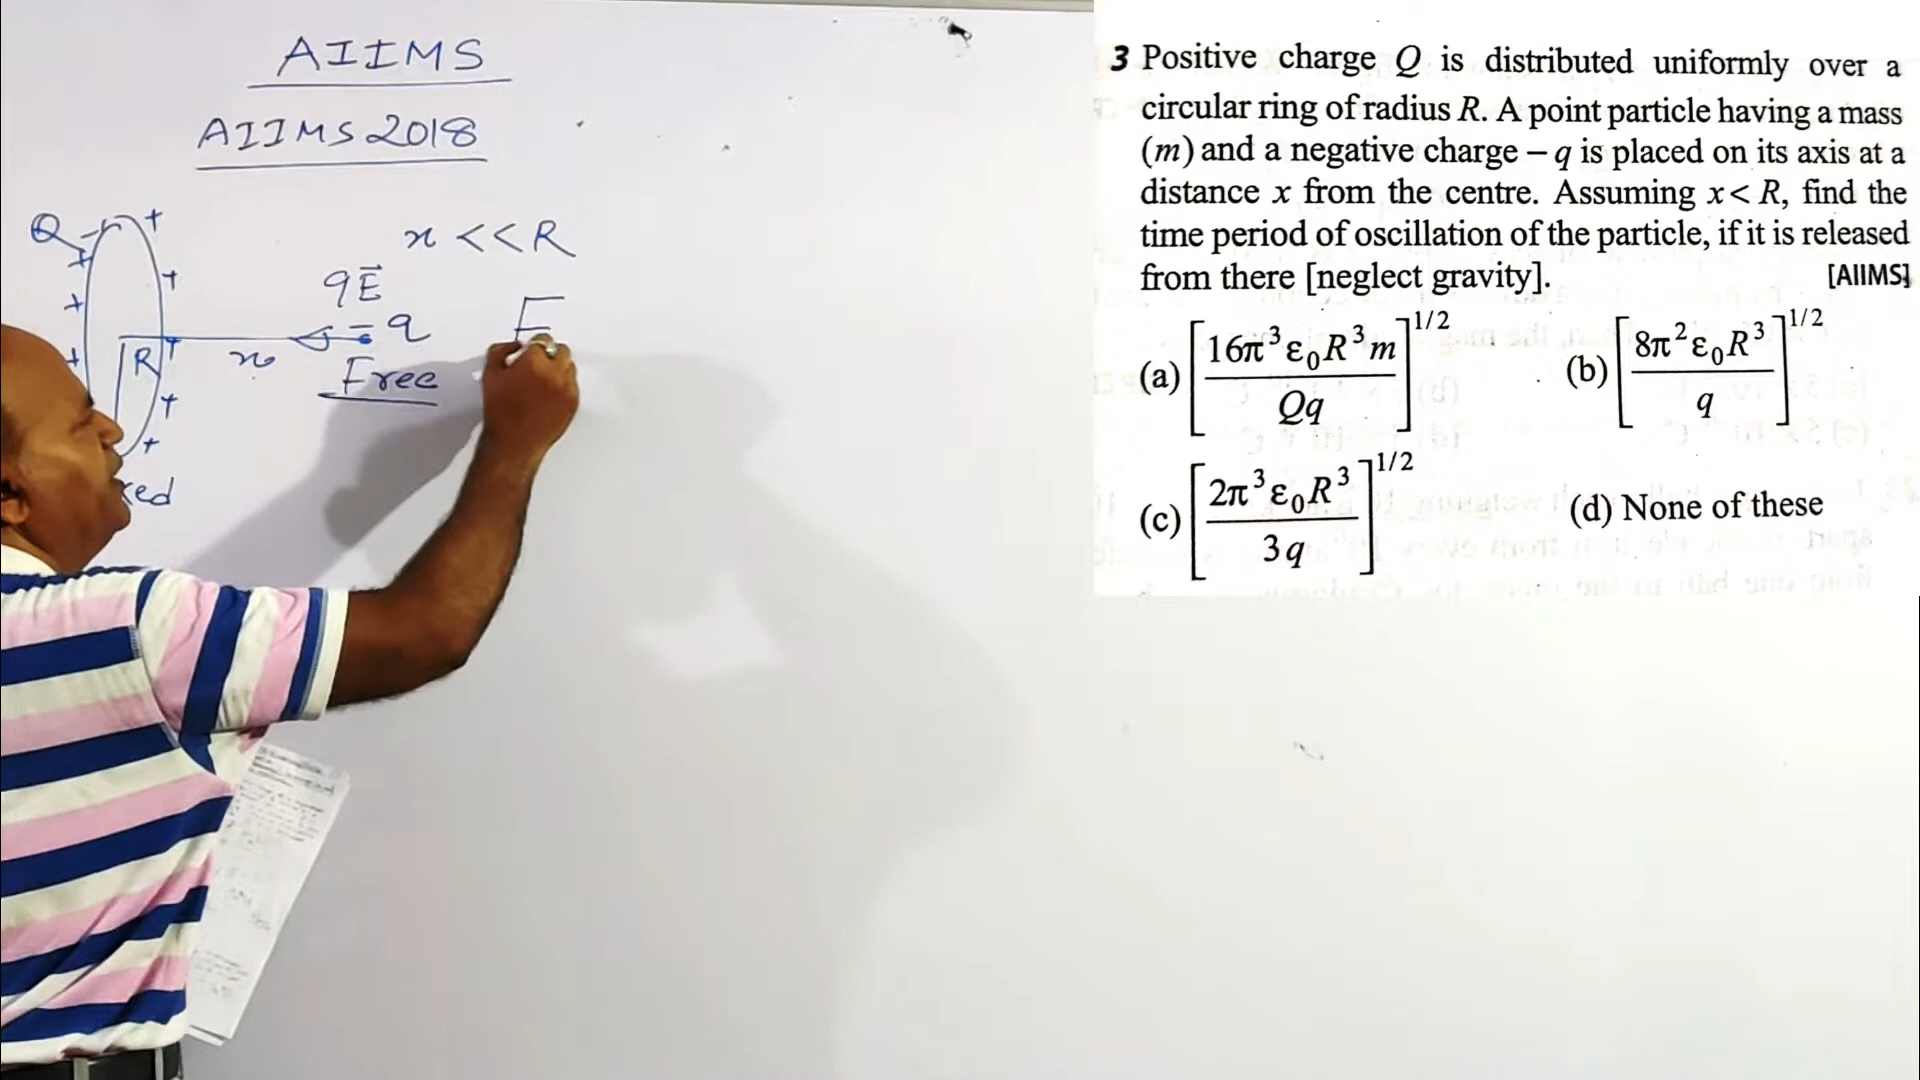 AIIMS
AIIMS 2018
Q
x << R
qE⃗
- q
R
x
Free
F
xed
3 Positive charge Q is distributed uniformly over a
circular ring of radius R. A point particle having a mass
(m) and a negative charge – q is placed on its axis at a
distance x from the centre. Assuming x< R, find the
time period of oscillation of the particle, if it is released
from there [neglect gravity]. [AIIMS]
(a) [16π³ε₀R³m / Qq]^1/2 (b) [8π²ε₀R³ / q]^1/2
(c) [2π³ε₀R³ / 3q]^1/2 (d) None of these